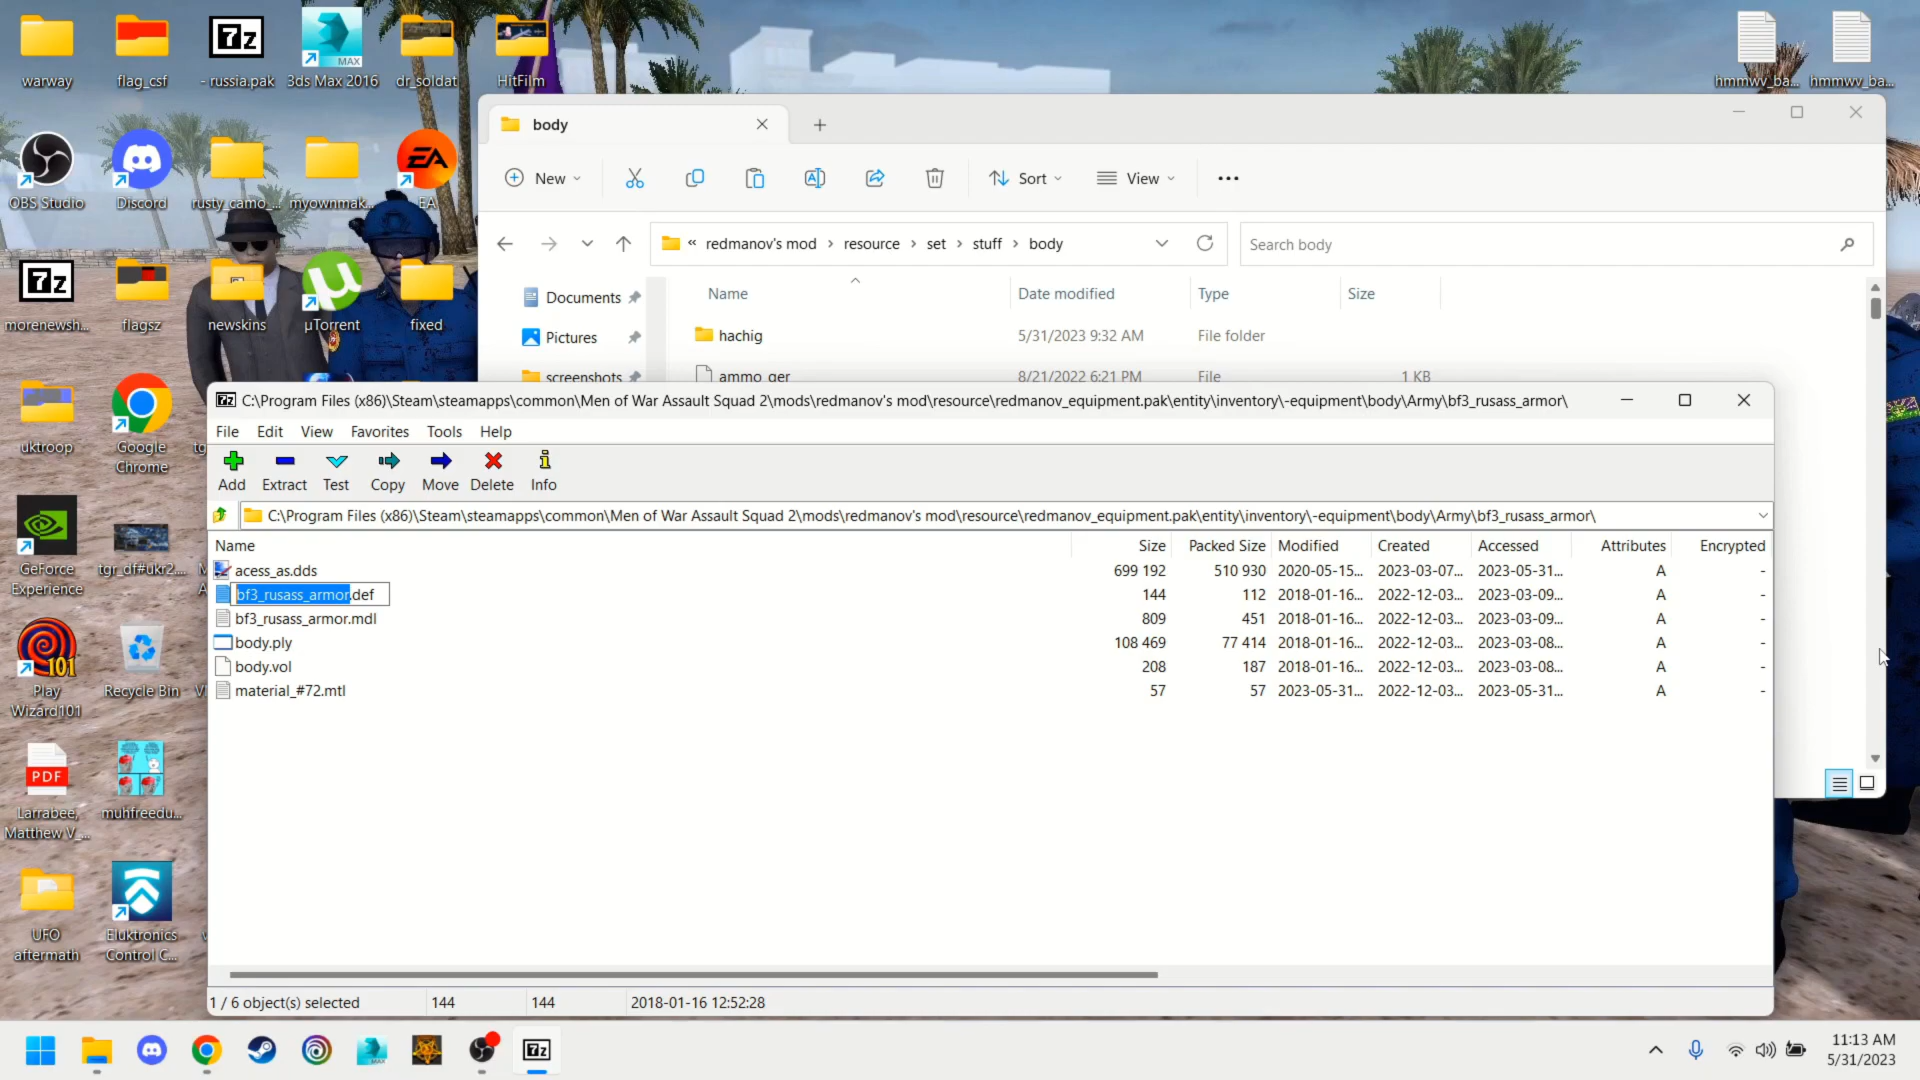 warway
flag_csf
- russia.pak
3ds Max 2016
dr_soldat
HitFilm
hmmwv_ba...
hmmwv_ba...
OBS Studio
Discord
rusty_camo_...
myownmak...
EA
morenewsh...
flagsz
newskins
µTorrent
fixed
uktroop
Google
Chrome
GeForce
Experience
tgr_df#ukr2....
Play
Wizard101
Recycle Bin
Larrabee,
Matthew V_...
muhfreedu...
UFO
aftermath
Eluktronics
Control C...
body
New
Sort
View
« redmanov's mod › resource › set › stuff › body
Search body
Name Date modified Type Size
Documents
Pictures
screenshots
hachig 5/31/2023 9:32 AM File folder
ammo_ger 8/21/2022 6:21 PM File 1 KB
C:\Program Files (x86)\Steam\steamapps\common\Men of War Assault Squad 2\mods\redmanov's mod\resource\redmanov_equipment.pak\entity\inventory\-equipment\body\Army\bf3_rusass_armor\
File Edit View Favorites Tools Help
Add Extract Test Copy Move Delete Info
C:\Program Files (x86)\Steam\steamapps\common\Men of War Assault Squad 2\mods\redmanov's mod\resource\redmanov_equipment.pak\entity\inventory\-equipment\body\Army\bf3_rusass_armor\
Name Size Packed Size Modified Created Accessed Attributes Encrypted
acess_as.dds 699 192 510 930 2020-05-15... 2023-03-07... 2023-05-31... A -
bf3_rusass_armor.def 144 112 2018-01-16... 2022-12-03... 2023-03-09... A -
bf3_rusass_armor.mdl 809 451 2018-01-16... 2022-12-03... 2023-03-09... A -
body.ply 108 469 77 414 2018-01-16... 2022-12-03... 2023-03-08... A -
body.vol 208 187 2018-01-16... 2022-12-03... 2023-03-08... A -
material_#72.mtl 57 57 2023-05-31... 2022-12-03... 2023-05-31... A -
1 / 6 object(s) selected 144 144 2018-01-16 12:52:28
11:13 AM
5/31/2023